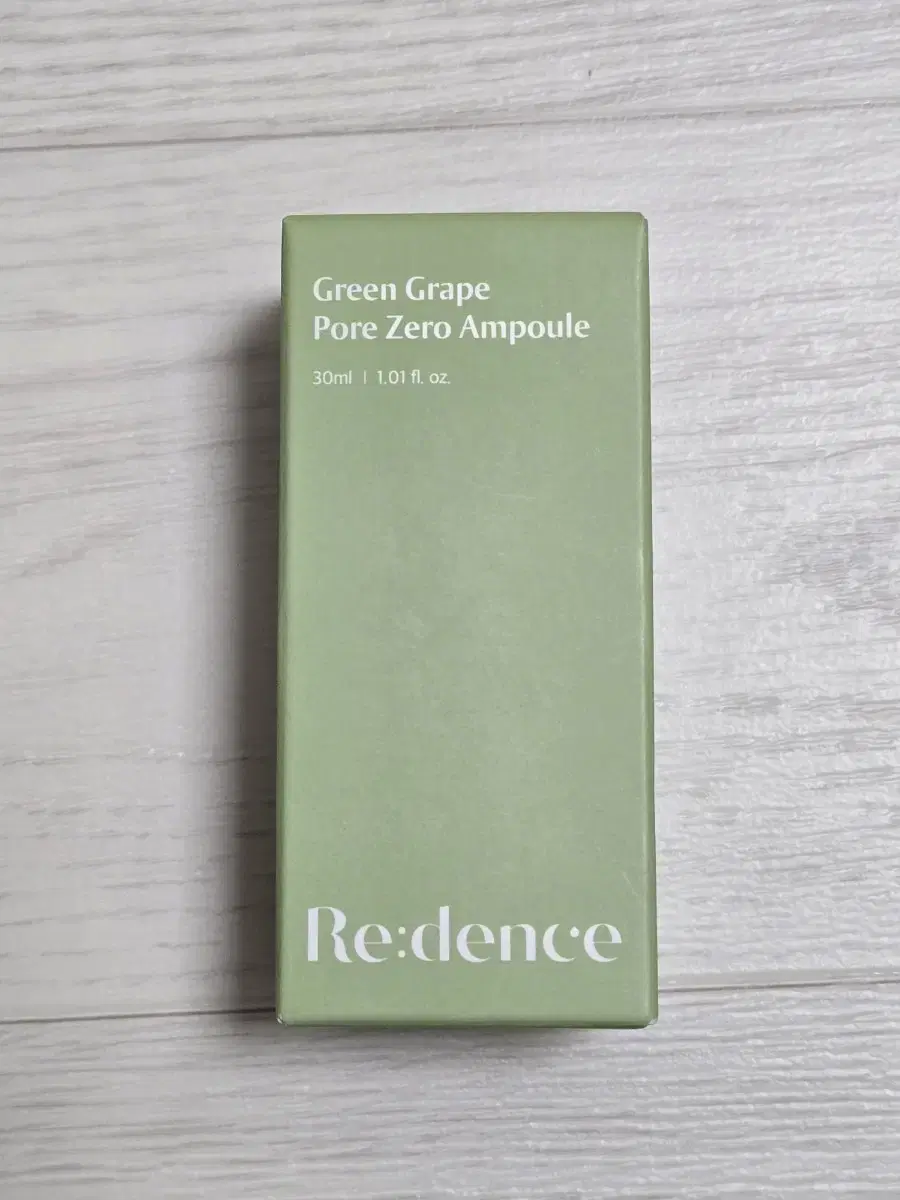 Green Grape
Pore Zero Ampoule
30ml | 1.01 fl. oz.
Re:dence